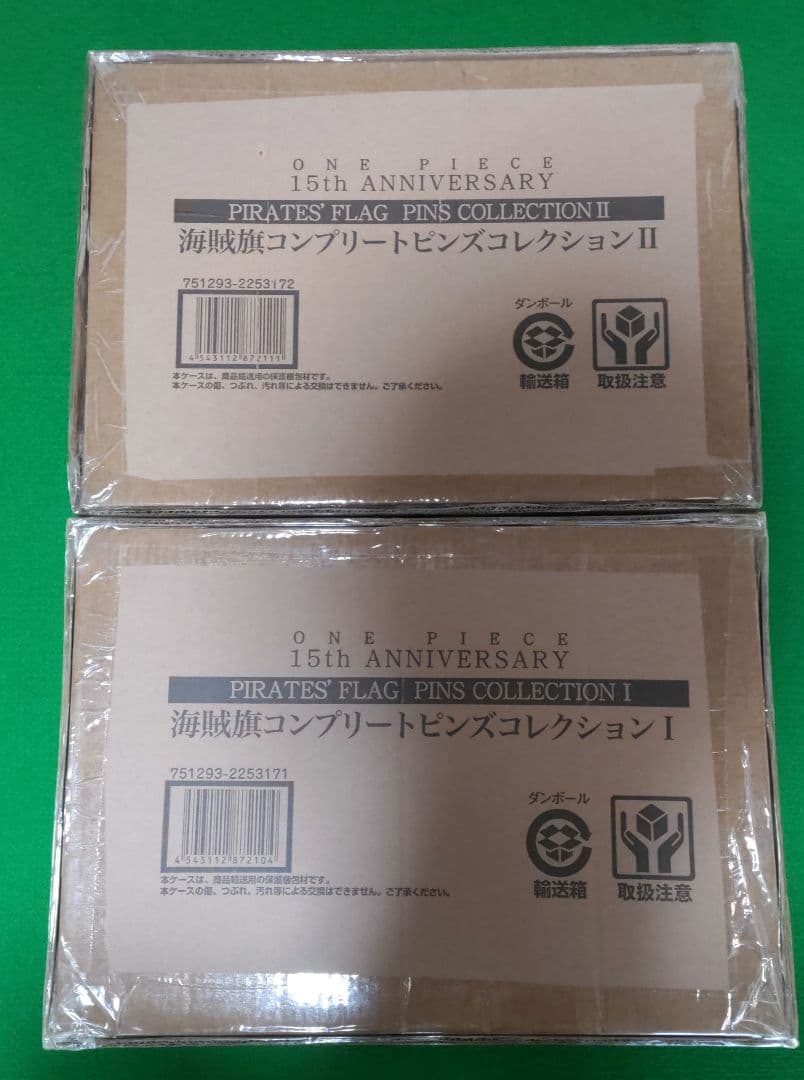 ONE PIECE
15th ANNIVERSARY
PIRATES' FLAG PINS COLLECTION II
海賊旗コンプリートピンズコレクションII
751293-2253172
4 543112 872111
本ケースは、商品輸送用の保護梱包材です。
本ケースの傷、つぶれ、汚れ等による交換はできません。ご了承ください。
ダンボール
輸送箱
取扱注意
ONE PIECE
15th ANNIVERSARY
PIRATES' FLAG PINS COLLECTION I
海賊旗コンプリートピンズコレクションI
751293-2253171
4 543112 872104
本ケースは、商品輸送用の保護梱包材です。
本ケースの傷、つぶれ、汚れ等による交換はできません。ご了承ください。
ダンボール
輸送箱
取扱注意